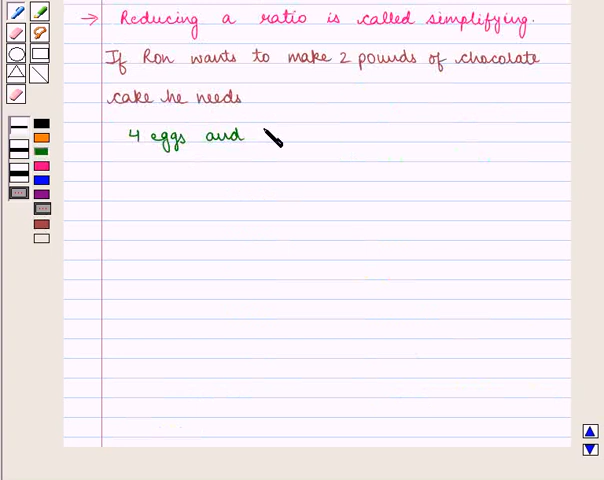 → Reducing a ratio is called simplifying.
If Ron wants to make 2 pounds of chocolate
cake he needs
4 eggs and